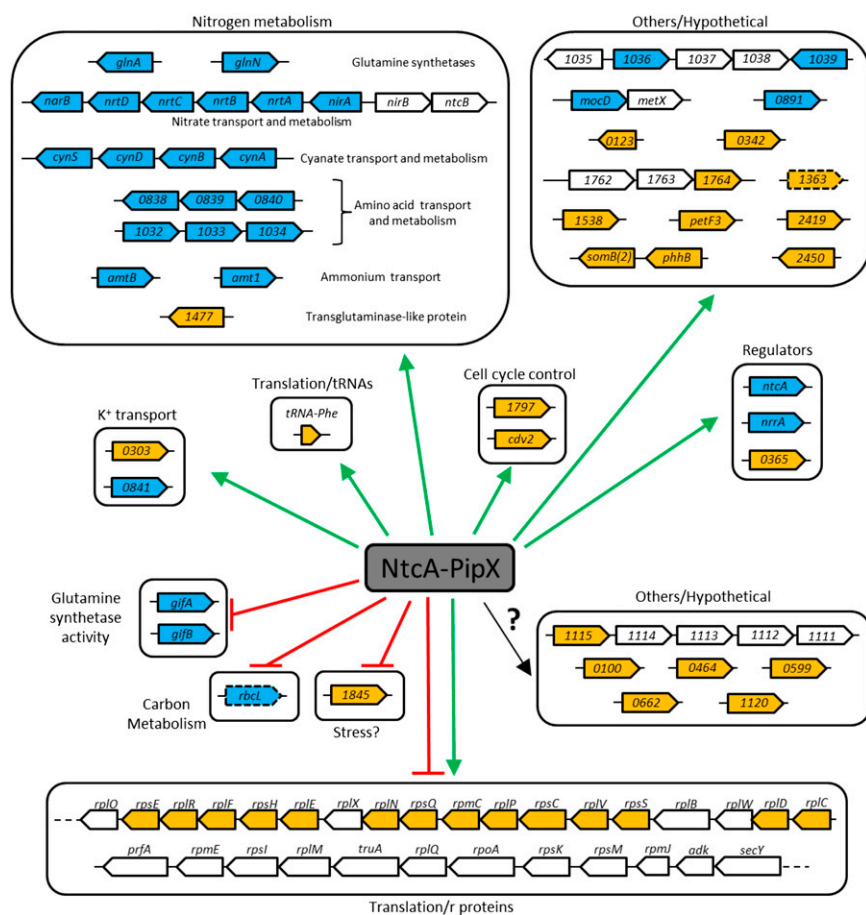 Nitrogen metabolism
glnA glnN Glutamine synthetases
narB nrtD nrtC nrtB nrtA nirA nirB ntcB
Nitrate transport and metabolism
cynS cynD cynB cynA Cyanate transport and metabolism
0838 0839 0840 Amino acid transport
and metabolism
1032 1033 1034
amtB amt1 Ammonium transport
1477 Transglutaminase-like protein
Others/Hypothetical
1035 1036 1037 1038 1039
mocD metX 0891
0123 0342
1762 1763 1764 1363
1538 petF3 2419
somB(2) phhB 2450
K+ transport
0303
0841
Translation/tRNAs
tRNA-Phe
Cell cycle control
1797
cdv2
Regulators
ntcA
nrrA
0365
NtcA-PipX
Glutamine
synthetase
activity
gifA
gifB
Carbon
Metabolism
rbcL
1845
Stress?
?
Others/Hypothetical
1115 1114 1113 1112 1111
0100 0464 0599
0662 1120
rplO rpsE rplR rplF rpsH rplE rplX rplN rpsQ rpmC rplP rpsC rplV rpsS rplB rplW rplD rplC
prfA rpmE rpsI rplM truA rplQ rpoA rpsK rpsM rpmJ adk secY
Translation/r proteins